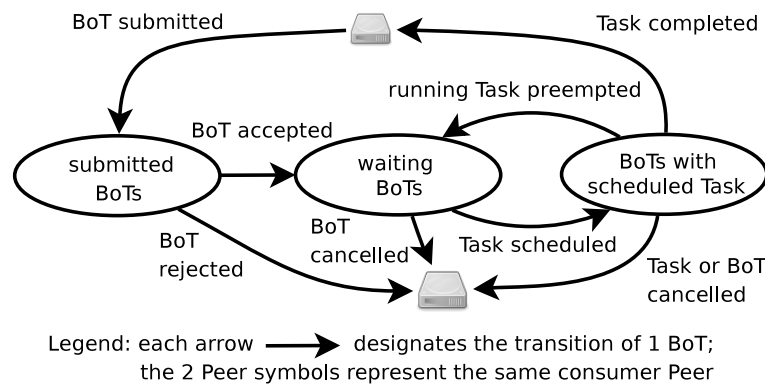 BoT submitted
Task completed
running Task preempted
BoT accepted
submitted
BoTs
waiting
BoTs
BoTs with
scheduled Task
BoT
rejected
BoT
cancelled
Task scheduled
Task or BoT
cancelled
Legend: each arrow designates the transition of 1 BoT;
the 2 Peer symbols represent the same consumer Peer